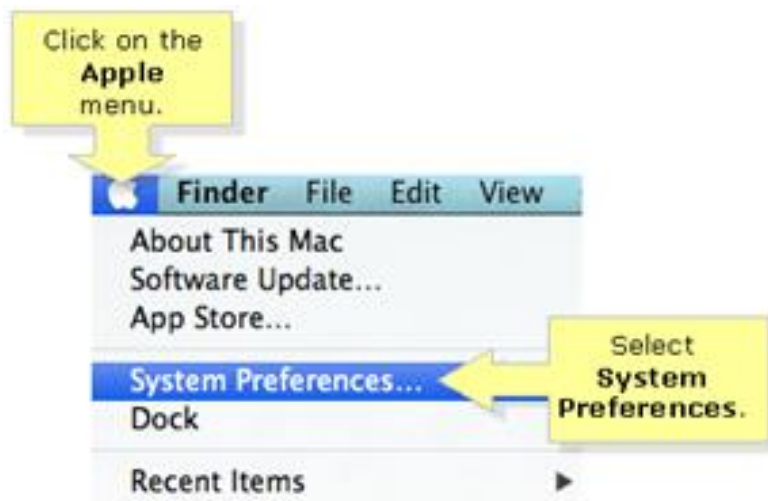 Click on the
Apple
menu.
Finder File Edit View
About This Mac
Software Update...
App Store...
System Preferences...
Dock
Recent Items
Select
System
Preferences.